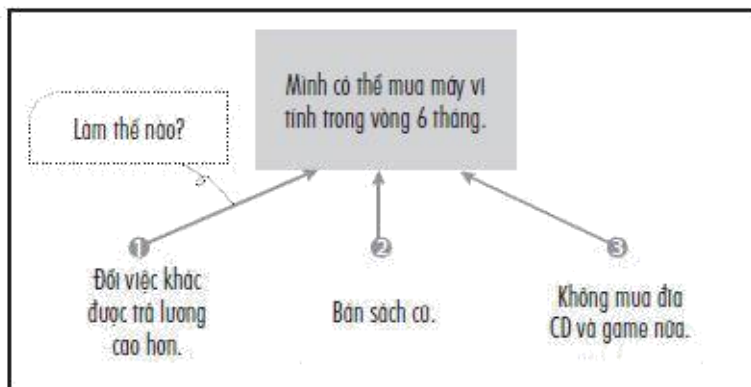 Mình có thể mua máy vi
tính trong vòng 6 tháng.
Làm thế nào?
1
2
3
Đổi việc khác
được trả lương
cao hơn.
Bán sách cũ.
Không mua đĩa
CD và game nữa.